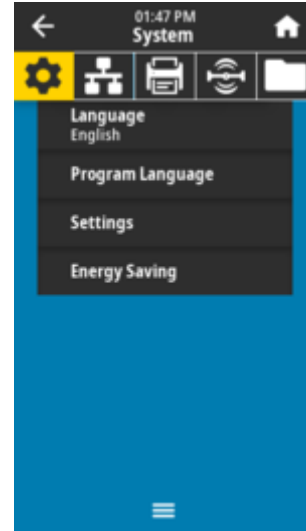 01:47 PM
System
Language
English
Program Language
Settings
Energy Saving